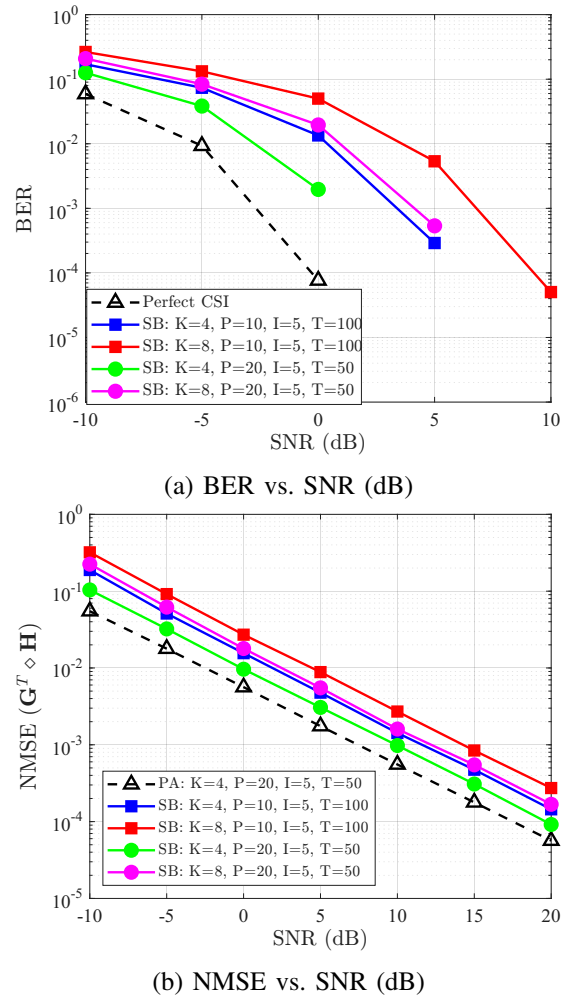 10^0
10^-1
10^-2
10^-3
10^-4
10^-5
10^-6
BER
Perfect CSI
SB: K=4, P=10, I=5, T=100
SB: K=8, P=10, I=5, T=100
SB: K=4, P=20, I=5, T=50
SB: K=8, P=20, I=5, T=50
-10 -5 0 5 10
SNR (dB)
(a) BER vs. SNR (dB)
10^0
10^-1
10^-2
10^-3
10^-4
10^-5
NMSE (G^T ⋄ H)
PA: K=4, P=20, I=5, T=50
SB: K=4, P=10, I=5, T=100
SB: K=8, P=10, I=5, T=100
SB: K=4, P=20, I=5, T=50
SB: K=8, P=20, I=5, T=50
-10 -5 0 5 10 15 20
SNR (dB)
(b) NMSE vs. SNR (dB)